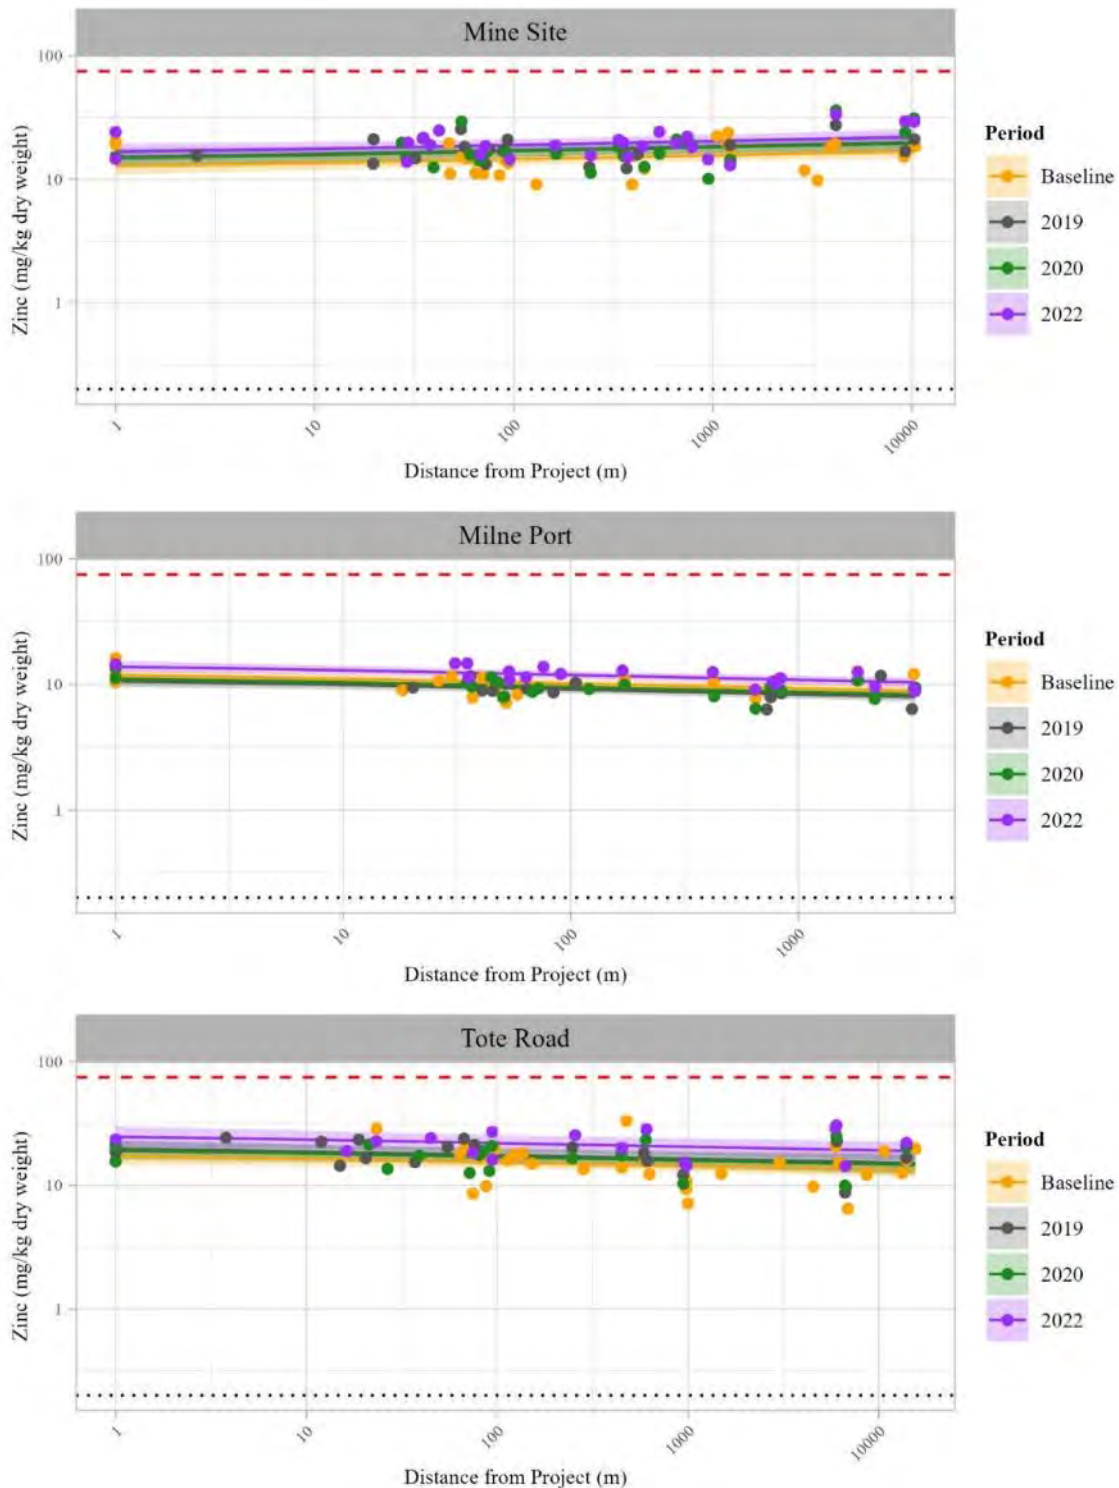 Mine Site
100
10
1
Zinc (mg/kg dry weight)
1
10
100
1000
10000
Distance from Project (m)
Period
Baseline
2019
2020
2022
Milne Port
100
10
1
Zinc (mg/kg dry weight)
1
10
100
1000
Distance from Project (m)
Period
Baseline
2019
2020
2022
Tote Road
100
10
1
Zinc (mg/kg dry weight)
1
10
100
1000
10000
Distance from Project (m)
Period
Baseline
2019
2020
2022